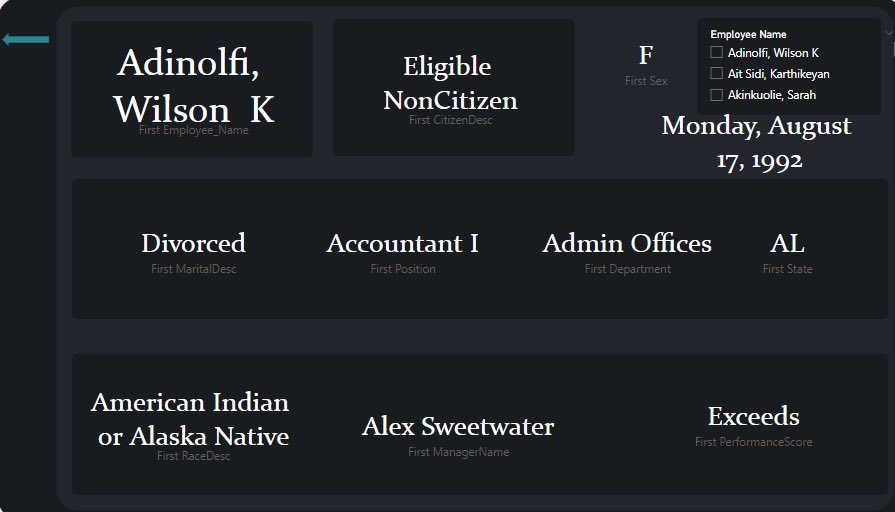 Adinolfi,
Wilson K
First Employee_Name
Eligible
NonCitizen
First CitizenDesc
F
First Sex
Employee Name
Adinolfi, Wilson K
Ait Sidi, Karthikeyan
Akinkuolie, Sarah
Monday, August
17, 1992
Divorced
First MaritalDesc
Accountant I
First Position
Admin Offices
First Department
AL
First State
American Indian
or Alaska Native
First RaceDesc
Alex Sweetwater
First ManagerName
Exceeds
First PerformanceScore